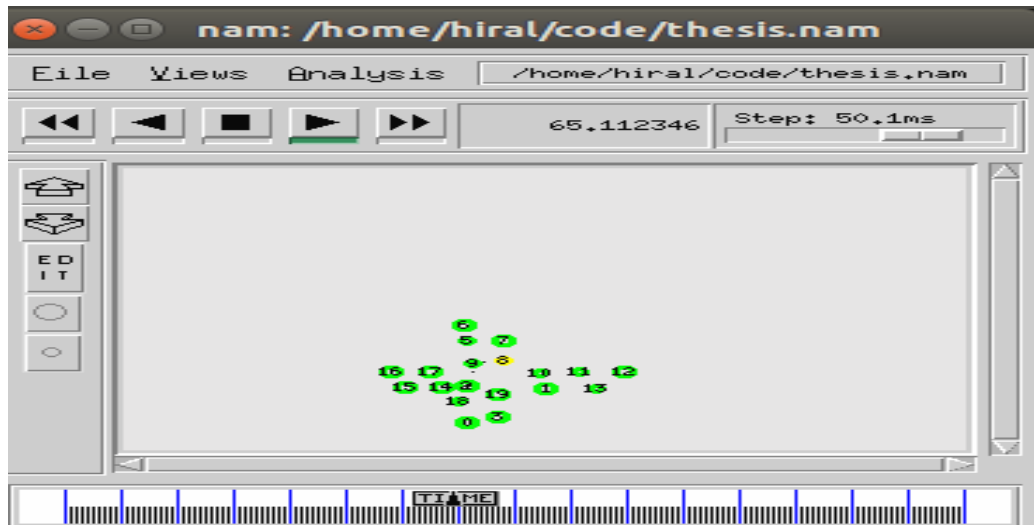 nam: /home/hiral/code/thesis.nam
File Views Analysis /home/hiral/code/thesis.nam
65.112346 Step: 50.1ms
ED
IT
6
5 7
9 8
16 17 10 11 12
15 14 2 19 1 13
18
0 3
TIME